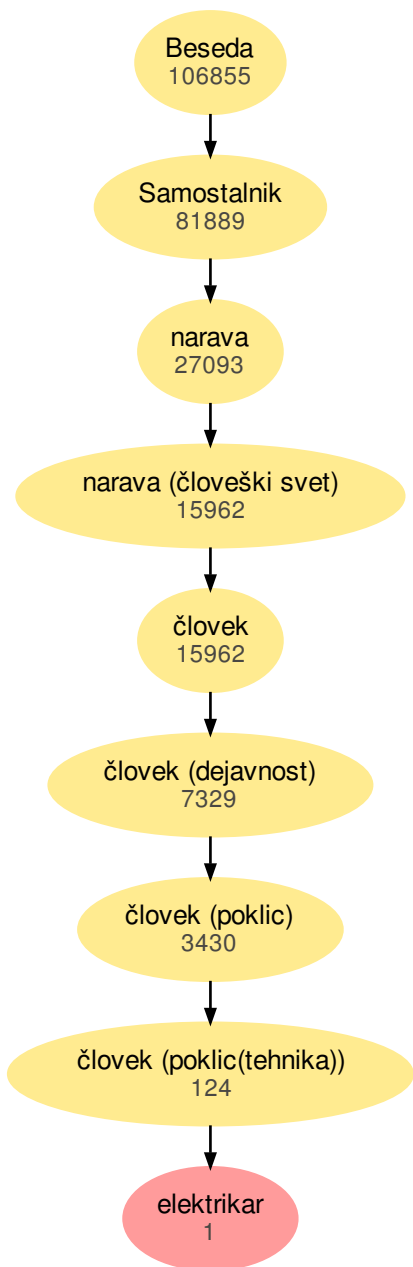 Beseda
106855
Samostalnik
81889
narava
27093
narava (človeški svet)
15962
človek
15962
človek (dejavnost)
7329
človek (poklic)
3430
človek (poklic(tehnika))
124
elektrikar
1